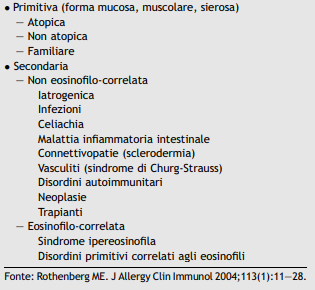 • Primitiva (forma mucosa, muscolare, sierosa)
— Atopica
— Non atopica
— Familiare
• Secondaria
— Non eosinofilo-correlata
Iatrogenica
Infezioni
Celiachia
Malattia infiammatoria intestinale
Connettivopatie (sclerodermia)
Vasculiti (sindrome di Churg-Strauss)
Disordini autoimmunitari
Neoplasie
Trapianti
— Eosinofilo-correlata
Sindrome ipereosinofila
Disordini primitivi correlati agli eosinofili
Fonte: Rothenberg ME. J Allergy Clin Immunol 2004;113(1):11—28.